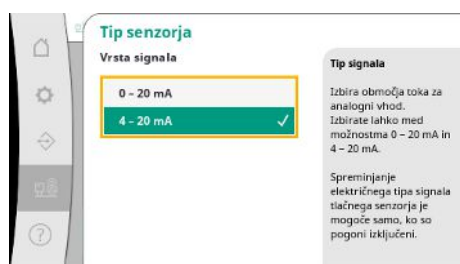 Tip senzorja
Vrsta signala
0 – 20 mA
4 – 20 mA
Tip signala
Izbira območja toka za
analogni vhod.
Izbirate lahko med
možnostma 0 – 20 mA in
4 – 20 mA.
Spreminjanje
električnega tipa signala
tlačnega senzorja je
mogoče samo, ko so
pogoni izključeni.